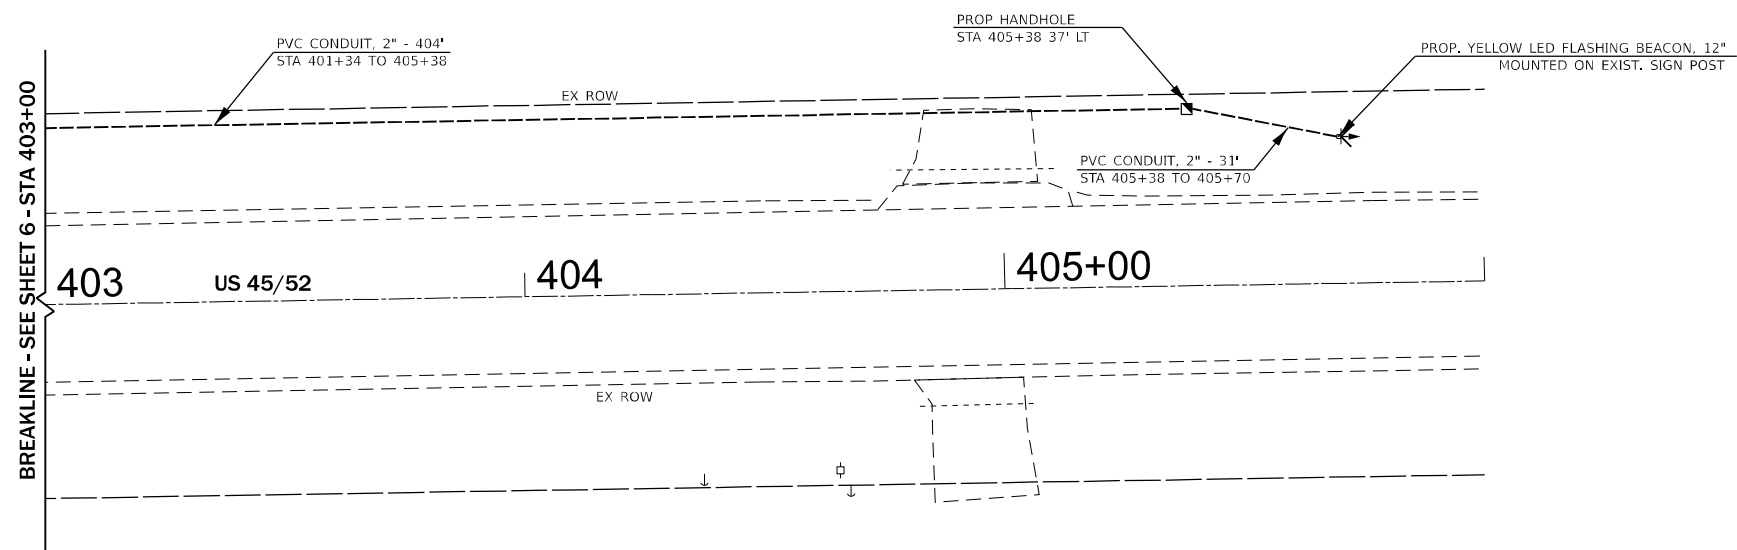 PROP HANDHOLE
STA 405+38 37' LT
PVC CONDUIT, 2" - 404'
STA 401+34 TO 405+38
PROP. YELLOW LED FLASHING BEACON, 12"
MOUNTED ON EXIST. SIGN POST
EX ROW
PVC CONDUIT, 2" - 31'
STA 405+38 TO 405+70
BREAKLINE - SEE SHEET 6 - STA 403+00
403
US 45/52
404
405+00
EX ROW